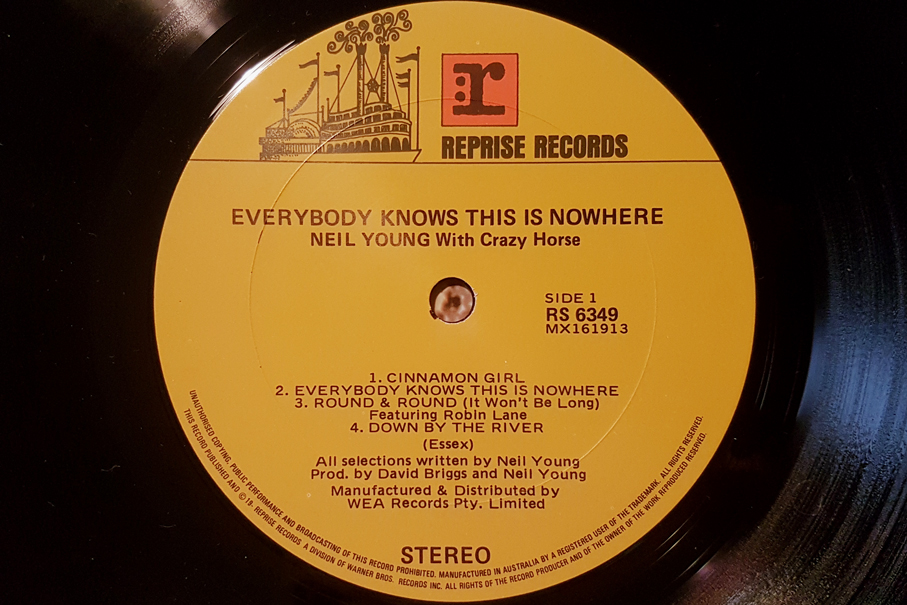 r
REPRISE RECORDS
EVERYBODY KNOWS THIS IS NOWHERE
NEIL YOUNG With Crazy Horse
SIDE 1
RS 6349
MX161913
1. CINNAMON GIRL
2. EVERYBODY KNOWS THIS IS NOWHERE
3. ROUND & ROUND (It Won't Be Long)
Featuring Robin Lane
4. DOWN BY THE RIVER
(Essex)
All selections written by Neil Young
Prod. by David Briggs and Neil Young
Manufactured & Distributed by
WEA Records Pty. Limited
STEREO
UNAUTHORISED COPYING, PUBLIC PERFORMANCE AND BROADCASTING OF THIS RECORD PROHIBITED. MANUFACTURED IN AUSTRALIA BY A REGISTERED USER OF THE TRADEMARK. ALL RIGHTS RESERVED.
THIS RECORD PUBLISHED AND © 19- REPRISE RECORDS A DIVISION OF WARNER BROS. RECORDS INC. ALL RIGHTS OF THE RECORD PRODUCER AND OF THE OWNER OF THE WORK REPRODUCED RESERVED.